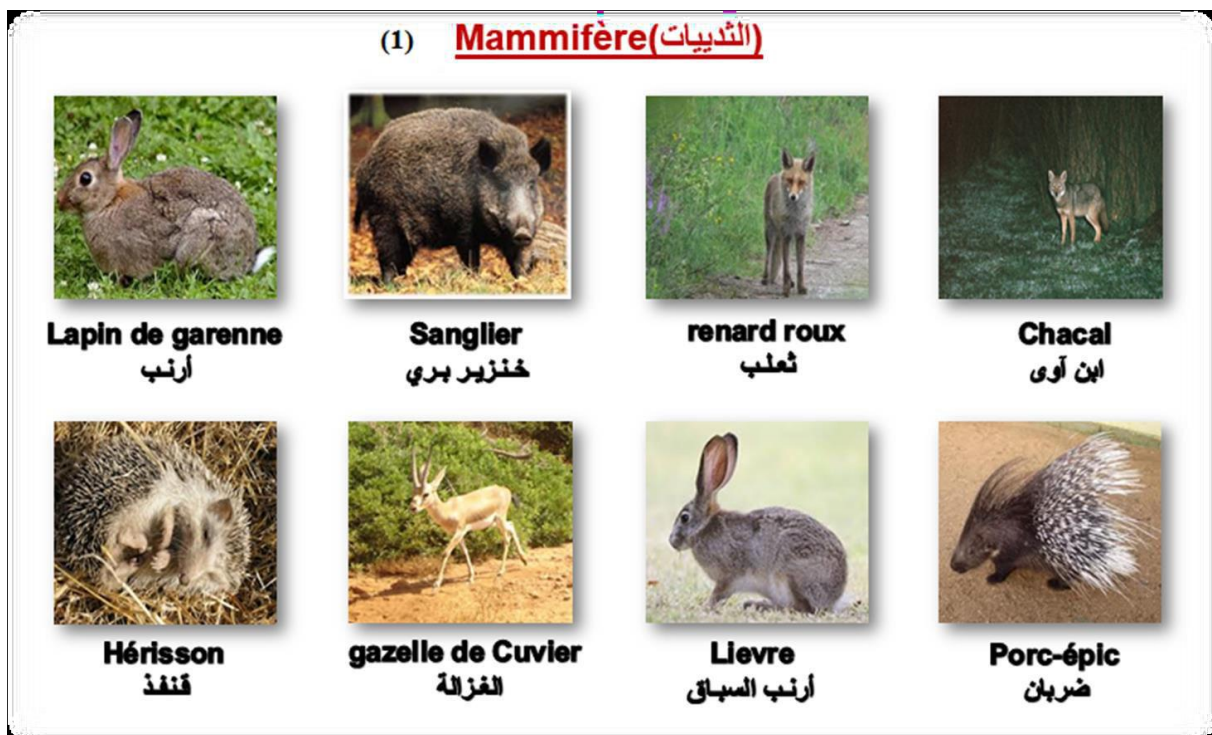 (1) Mammifère(الثدييات)
Lapin de garenne
أرنب
Sanglier
خنزير بري
renard roux
ثعلب
Chacal
ابن آوى
Hérisson
قنفذ
gazelle de Cuvier
الغزالة
Lievre
أرنب السباق
Porc-épic
ضربان